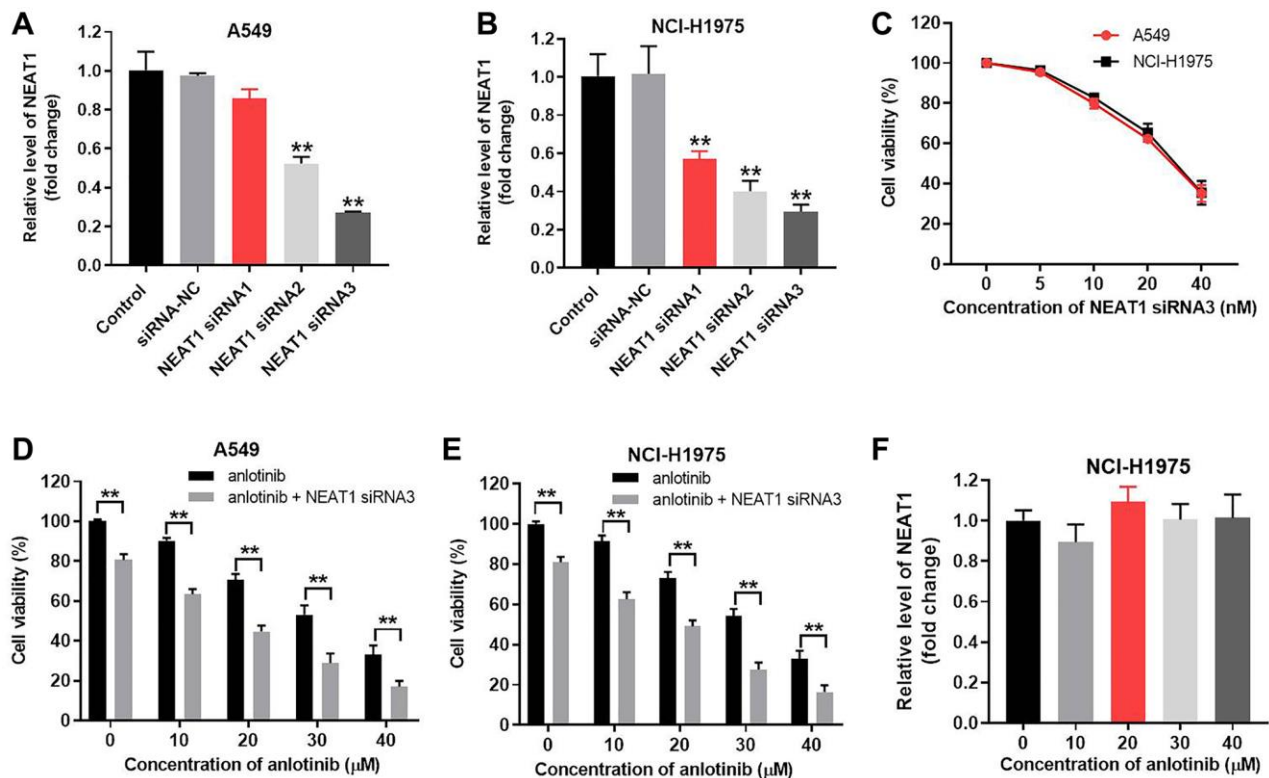 A
A549
Relative level of NEAT1
(fold change)
1.2
1.0
0.8
0.6
0.4
0.2
0.0
**
**
Control
siRNA-NC
NEAT1 siRNA1
NEAT1 siRNA2
NEAT1 siRNA3
B
NCI-H1975
Relative level of NEAT1
(fold change)
1.2
1.0
0.8
0.6
0.4
0.2
0.0
**
**
**
Control
siRNA-NC
NEAT1 siRNA1
NEAT1 siRNA2
NEAT1 siRNA3
C
A549
NCI-H1975
Cell viability (%)
120
100
80
60
40
20
0
0 5 10 20 40
Concentration of NEAT1 siRNA3 (nM)
D
A549
anlotinib
anlotinib + NEAT1 siRNA3
Cell viability (%)
120
100
80
60
40
20
0
**
**
**
**
**
0 10 20 30 40
Concentration of anlotinib (μM)
E
NCI-H1975
anlotinib
anlotinib + NEAT1 siRNA3
Cell viability (%)
120
100
80
60
40
20
0
**
**
**
**
**
0 10 20 30 40
Concentration of anlotinib (μM)
F
NCI-H1975
Relative level of NEAT1
(fold change)
1.2
1.0
0.8
0.6
0.4
0.2
0.0
0 10 20 30 40
Concentration of anlotinib (μM)